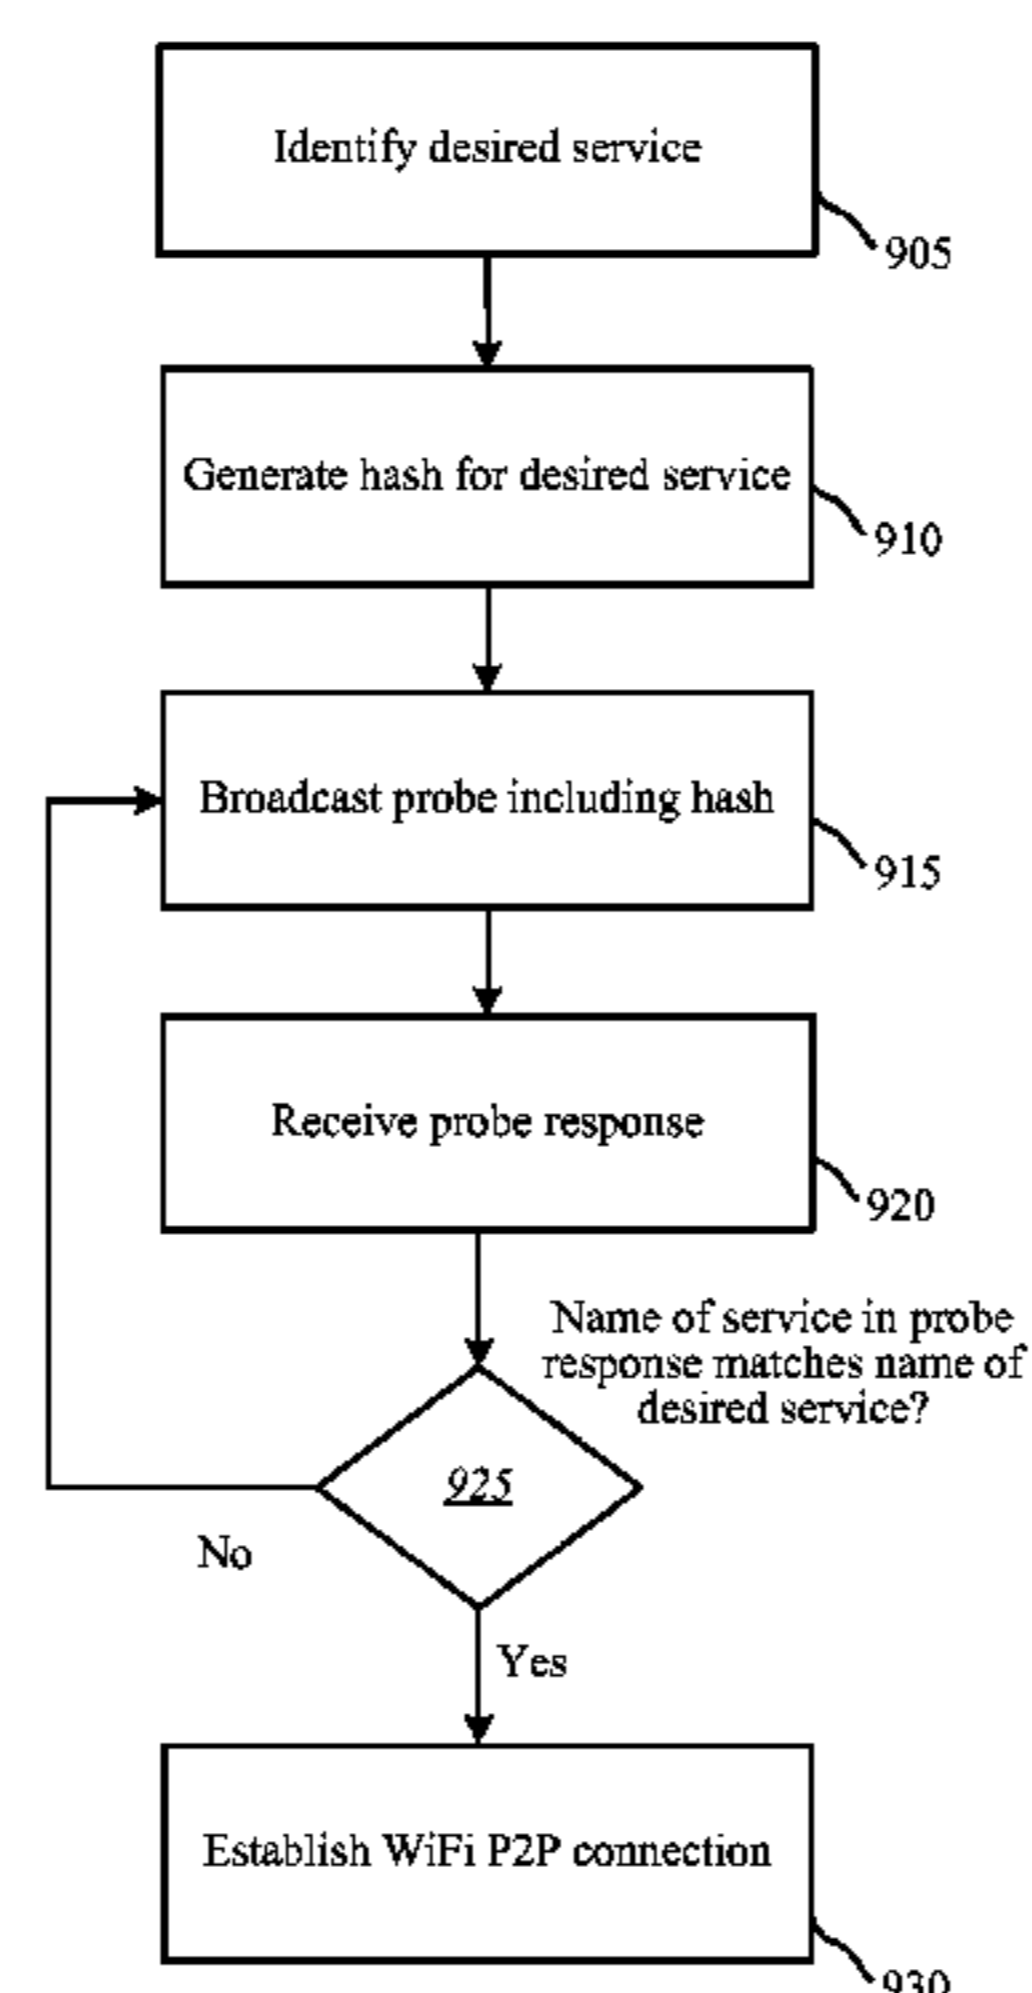 Identify desired service
905
Generate hash for desired service
910
Broadcast probe including hash
915
Receive probe response
920
Name of service in probe
response matches name of
desired service?
925
No
Yes
Establish WiFi P2P connection
930